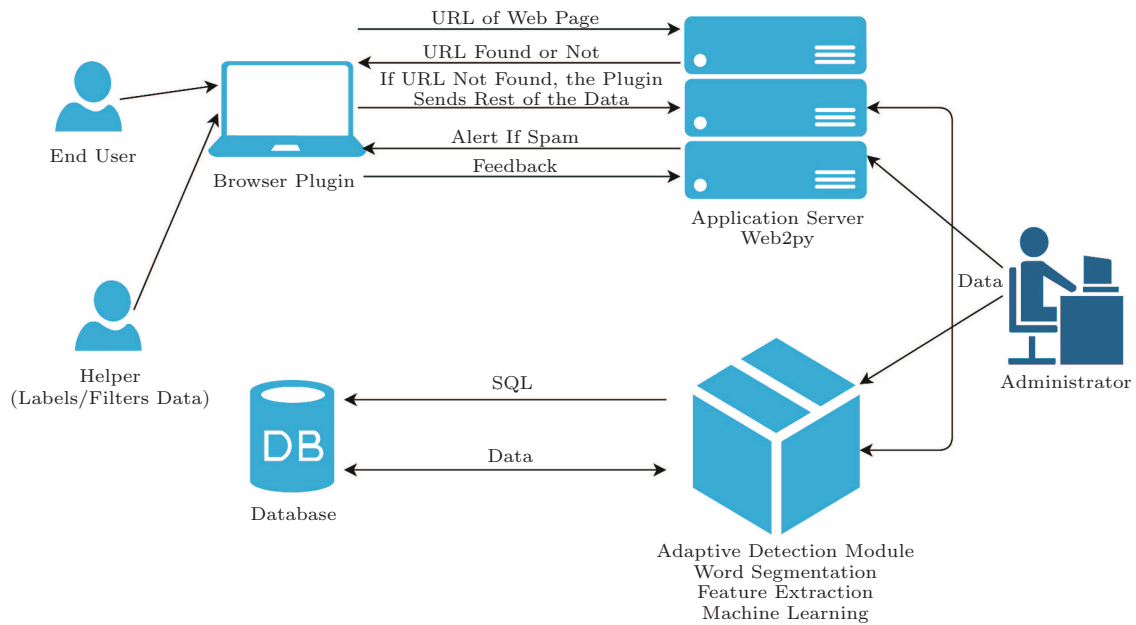 URL of Web Page
URL Found or Not
If URL Not Found, the Plugin
Sends Rest of the Data
Alert If Spam
Feedback
End User
Browser Plugin
Application Server
Web2py
Data
Helper
(Labels/Filters Data)
Administrator
SQL
DB
Data
Database
Adaptive Detection Module
Word Segmentation
Feature Extraction
Machine Learning